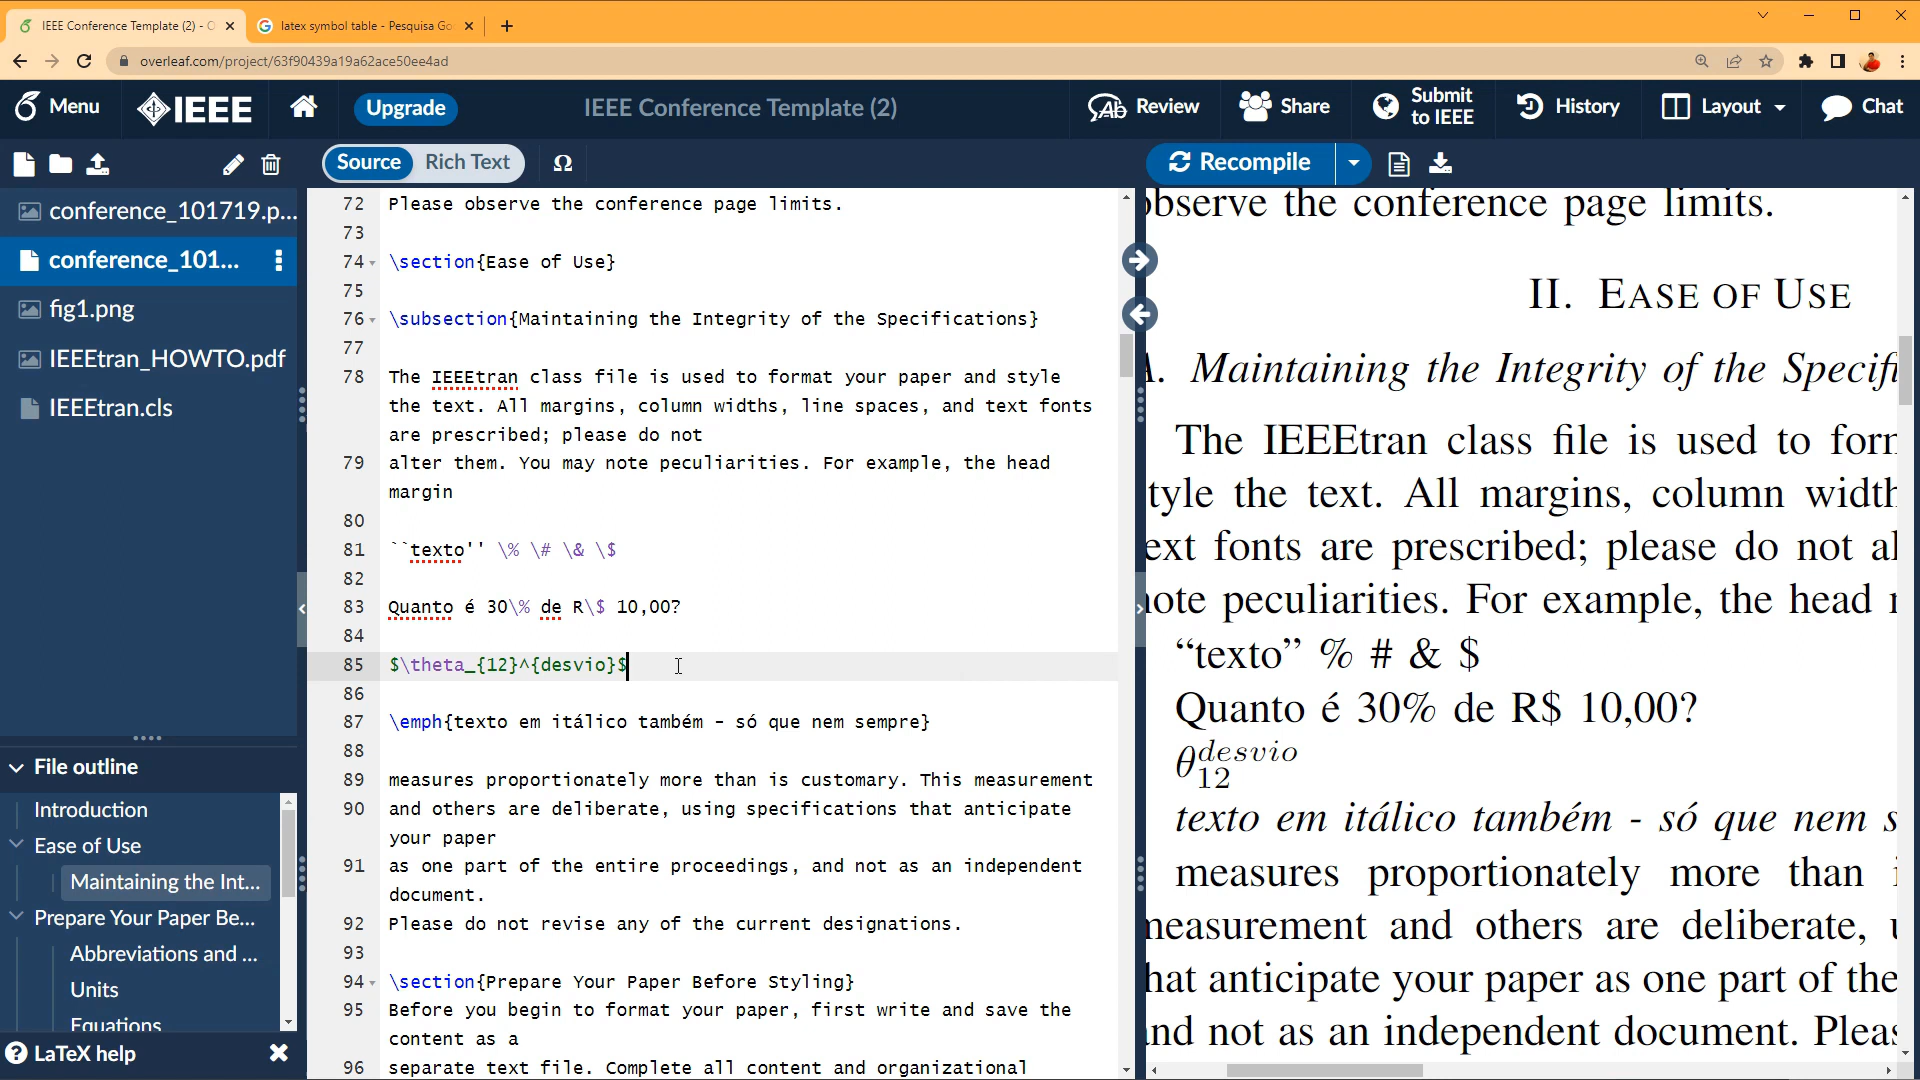 IEEE Conference Template (2) - O
latex symbol table - Pesquisa Go
overleaf.com/project/63f90439a19a62ace50ee4ad
Menu
IEEE
Upgrade
IEEE Conference Template (2)
Review
Share
Submit
to IEEE
History
Layout
Chat
Source
Rich Text
Ω
Recompile
conference_101719.p...
conference_101...
fig1.png
IEEEtran_HOWTO.pdf
IEEEtran.cls
File outline
Introduction
Ease of Use
Maintaining the Int...
Prepare Your Paper Be...
Abbreviations and ...
Units
Equations
LaTeX help
72 Please observe the conference page limits.
73
74 \section{Ease of Use}
75
76 \subsection{Maintaining the Integrity of the Specifications}
77
78 The IEEEtran class file is used to format your paper and style
the text. All margins, column widths, line spaces, and text fonts
are prescribed; please do not
79 alter them. You may note peculiarities. For example, the head
margin
80
81 ``texto'' \% \# \& \$
82
83 Quanto é 30\% de R\$ 10,00?
84
85 $\theta_{12}^{desvio}$
86
87 \emph{texto em itálico também - só que nem sempre}
88
89 measures proportionately more than is customary. This measurement
90 and others are deliberate, using specifications that anticipate
your paper
91 as one part of the entire proceedings, and not as an independent
document.
92 Please do not revise any of the current designations.
93
94 \section{Prepare Your Paper Before Styling}
95 Before you begin to format your paper, first write and save the
content as a
96 separate text file. Complete all content and organizational
observe the conference page limits.
II. EASE OF USE
A. Maintaining the Integrity of the Specifi
The IEEEtran class file is used to form
tyle the text. All margins, column width
ext fonts are prescribed; please do not al
note peculiarities. For example, the head
“texto” % # & $
Quanto é 30% de R$ 10,00?
θ₁₂^desvio
texto em itálico também - só que nem s
measures proportionately more than
measurement and others are deliberate, u
hat anticipate your paper as one part of the
nd not as an independent document. Pleas